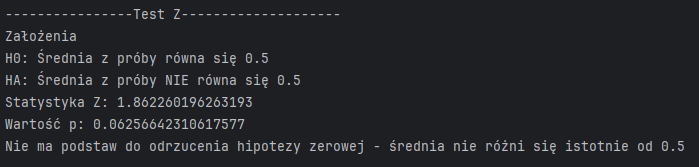 ----------------Test Z--------------------
Założenia
H0: Średnia z próby równa się 0.5
HA: Średnia z próby NIE równa się 0.5
Statystyka Z: 1.862260196263193
Wartość p: 0.06256642310617577
Nie ma podstaw do odrzucenia hipotezy zerowej - średnia nie różni się istotnie od 0.5